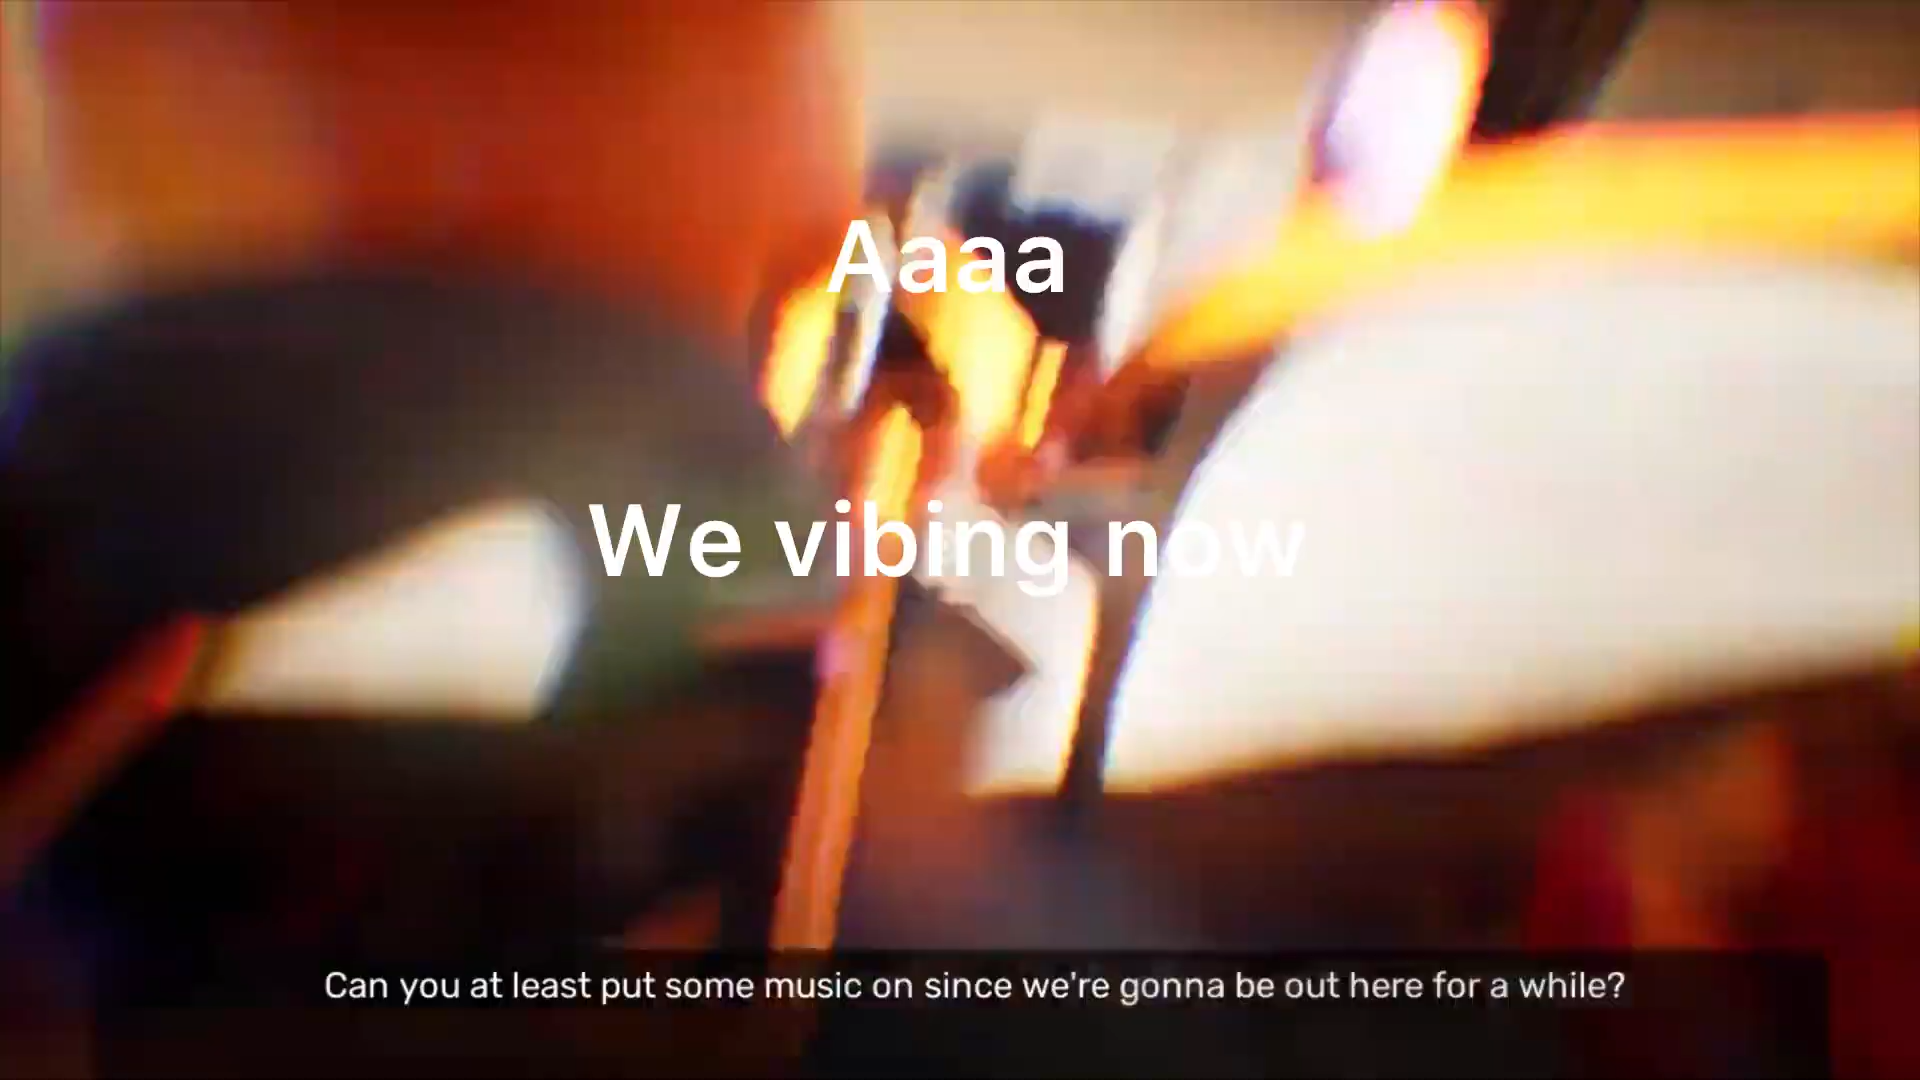 Aaaa
We vibing now
Can you at least put some music on since we're gonna be out here for a while?